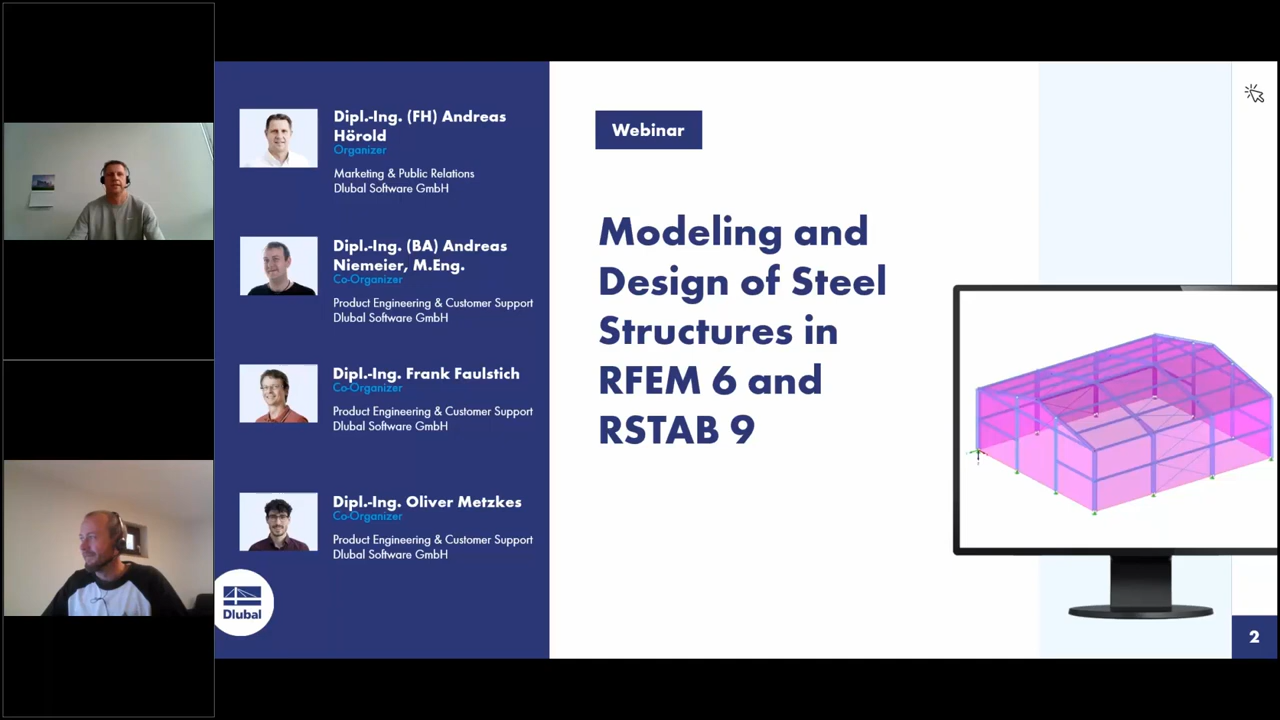 Dipl.-Ing. (FH) Andreas
Hörold
Organizer
Marketing & Public Relations
Dlubal Software GmbH
Dipl.-Ing. (BA) Andreas
Niemeier, M.Eng.
Co-Organizer
Product Engineering & Customer Support
Dlubal Software GmbH
Dipl.-Ing. Frank Faulstich
Co-Organizer
Product Engineering & Customer Support
Dlubal Software GmbH
Dipl.-Ing. Oliver Metzkes
Co-Organizer
Product Engineering & Customer Support
Dlubal Software GmbH
Dlubal
Webinar
Modeling and
Design of Steel
Structures in
RFEM 6 and
RSTAB 9
2